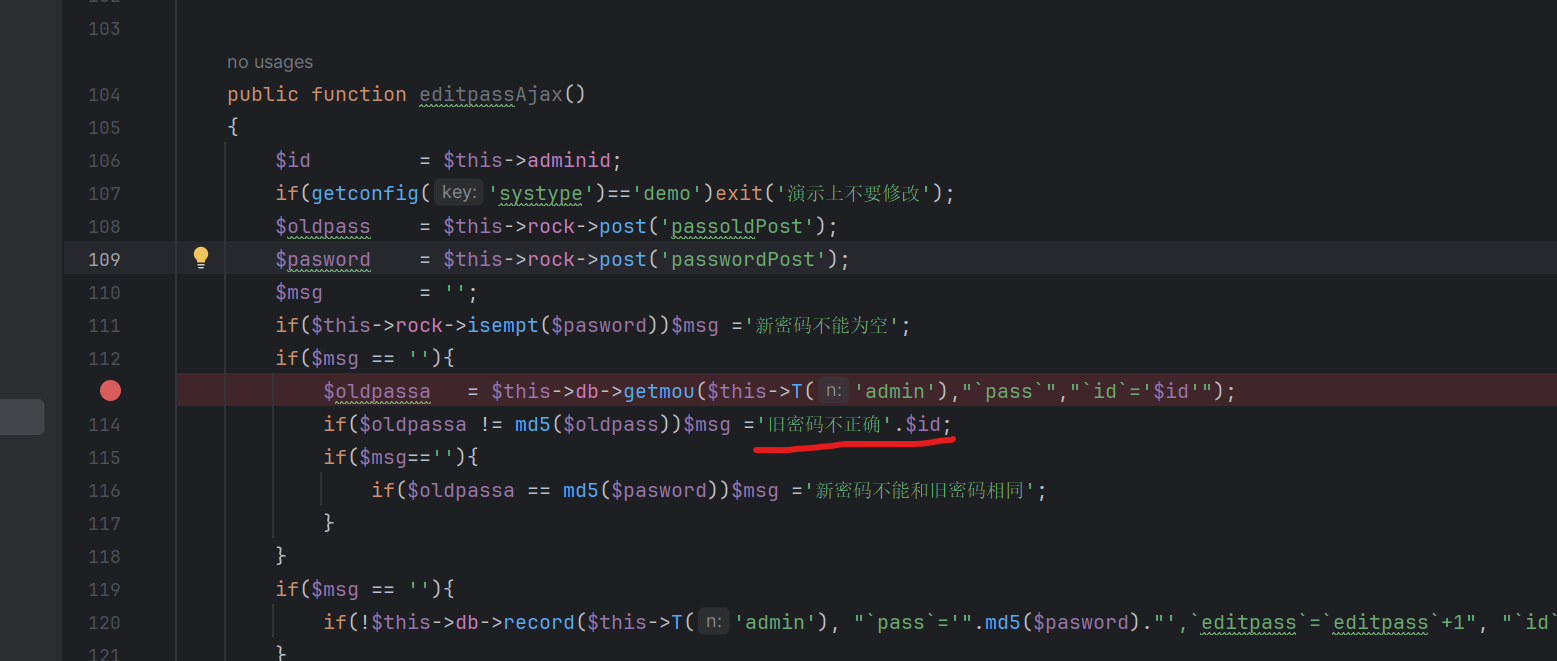 103
no usages
104 public function editpassAjax()
105 {
106 $id = $this->adminid;
107 if(getconfig( key: 'systype')=='demo')exit('演示上不要修改');
108 $oldpass = $this->rock->post('passoldPost');
109 $pasword = $this->rock->post('passwordPost');
110 $msg = '';
111 if($this->rock->isempt($pasword))$msg ='新密码不能为空';
112 if($msg == ''){
$oldpassa = $this->db->getmou($this->T( n: 'admin'),"`pass`","`id`='$id'");
114 if($oldpassa != md5($oldpass))$msg ='旧密码不正确'.$id;
115 if($msg==''){
116 if($oldpassa == md5($pasword))$msg ='新密码不能和旧密码相同';
117 }
118 }
119 if($msg == ''){
120 if(!$this->db->record($this->T( n: 'admin'), "`pass`='".md5($pasword)."',`editpass`=`editpass`+1", "`id`
121 }